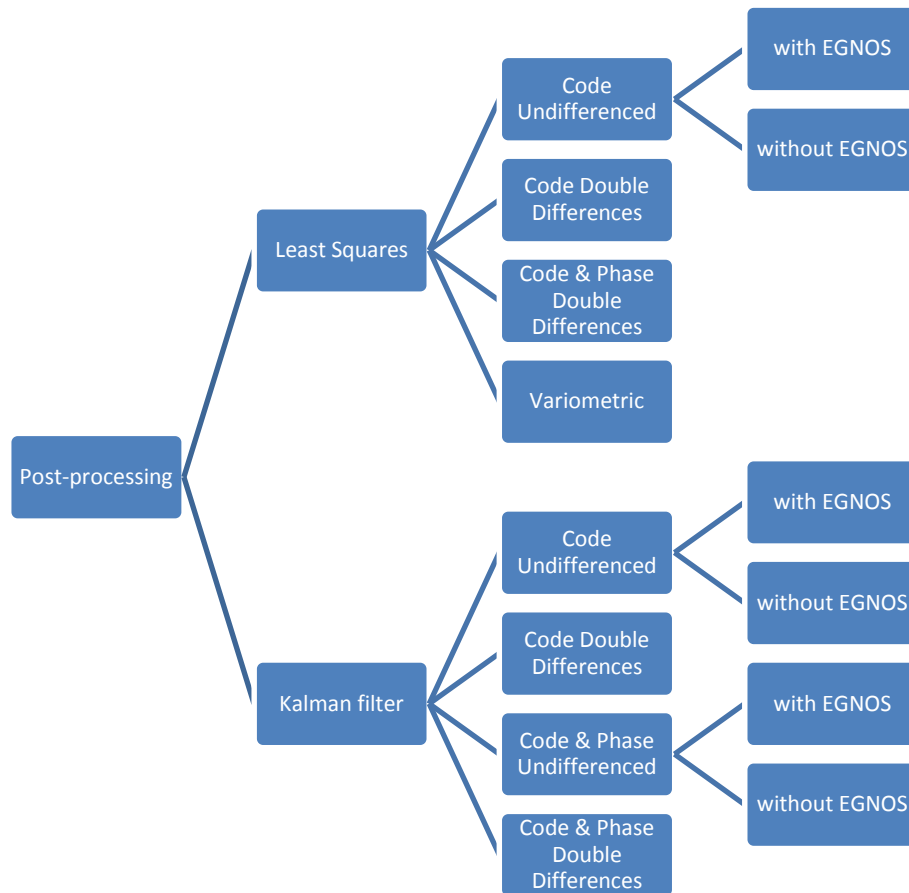 Post-processing
Least Squares
Code
Undifferenced
with EGNOS
without EGNOS
Code Double
Differences
Code & Phase
Double
Differences
Variometric
Kalman filter
Code
Undifferenced
with EGNOS
without EGNOS
Code Double
Differences
Code & Phase
Undifferenced
with EGNOS
without EGNOS
Code & Phase
Double
Differences